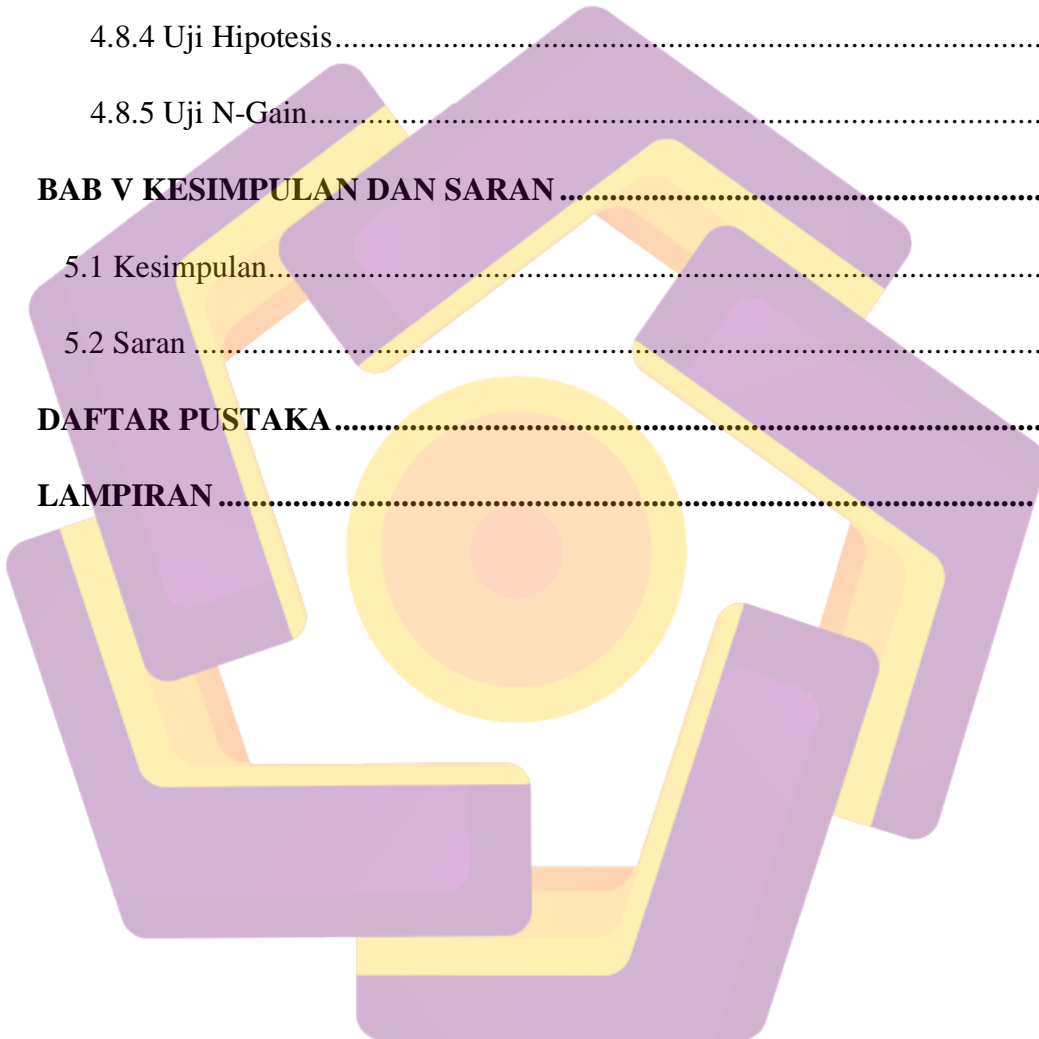 4.8.4 Uji Hipotesis........................................................................................
4.8.5 Uji N-Gain...........................................................................................
BAB V KESIMPULAN DAN SARAN ..........................................................
5.1 Kesimpulan................................................................................................
5.2 Saran .........................................................................................................
DAFTAR PUSTAKA.......................................................................................
LAMPIRAN ....................................................................................................